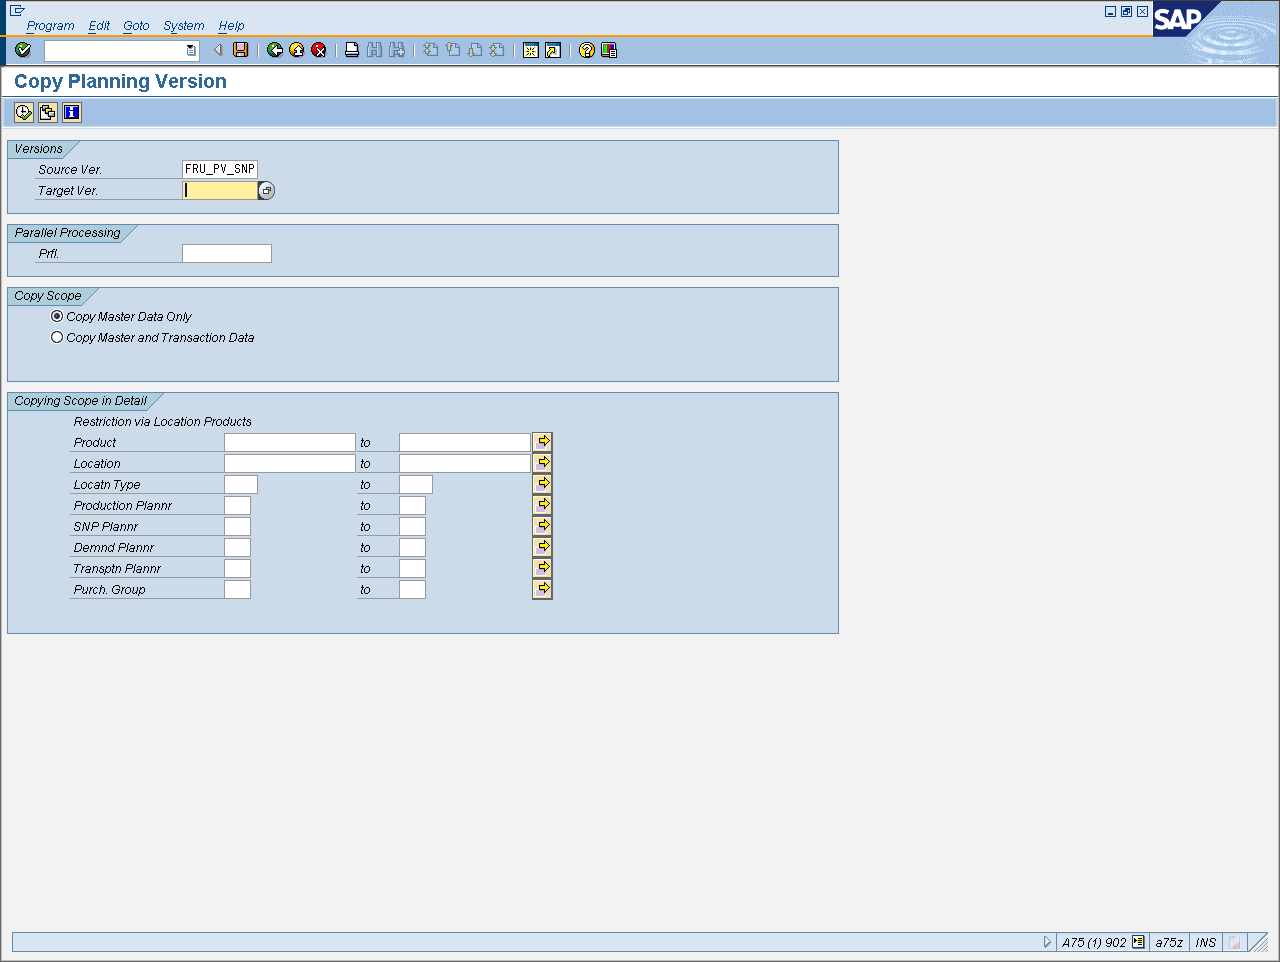 Program Edit Goto System Help
SAP
Copy Planning Version
Versions
Source Ver. FRU_PV_SNP
Target Ver.
Parallel Processing
Prfl.
Copy Scope
Copy Master Data Only
Copy Master and Transaction Data
Copying Scope in Detail
Restriction via Location Products
Product to
Location to
Locatn Type to
Production Plannr to
SNP Plannr to
Demnd Plannr to
Transptn Plannr to
Purch. Group to
A75 (1) 902 a75z INS